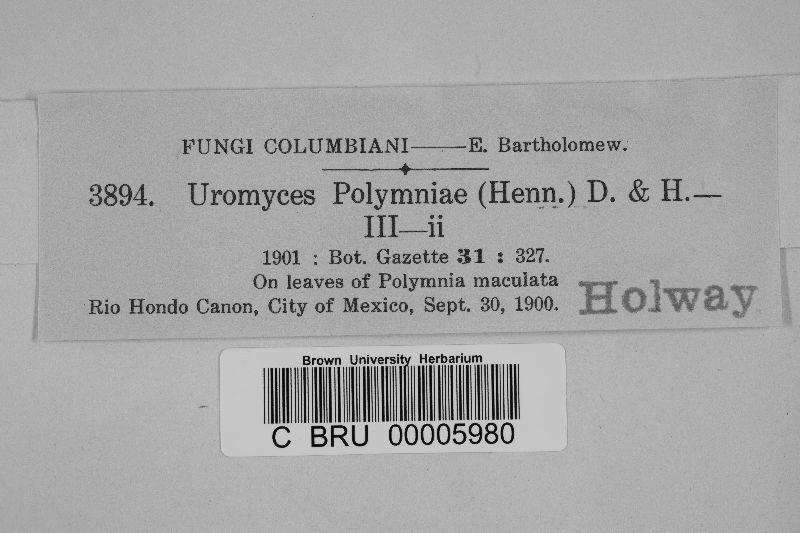 FUNGI COLUMBIANI——E. Bartholomew.
3894. Uromyces Polymniae (Henn.) D. & H.—
III—ii
1901 : Bot. Gazette 31 : 327.
On leaves of Polymnia maculata
Rio Hondo Canon, City of Mexico, Sept. 30, 1900.
Holway
Brown University Herbarium
C BRU 00005980